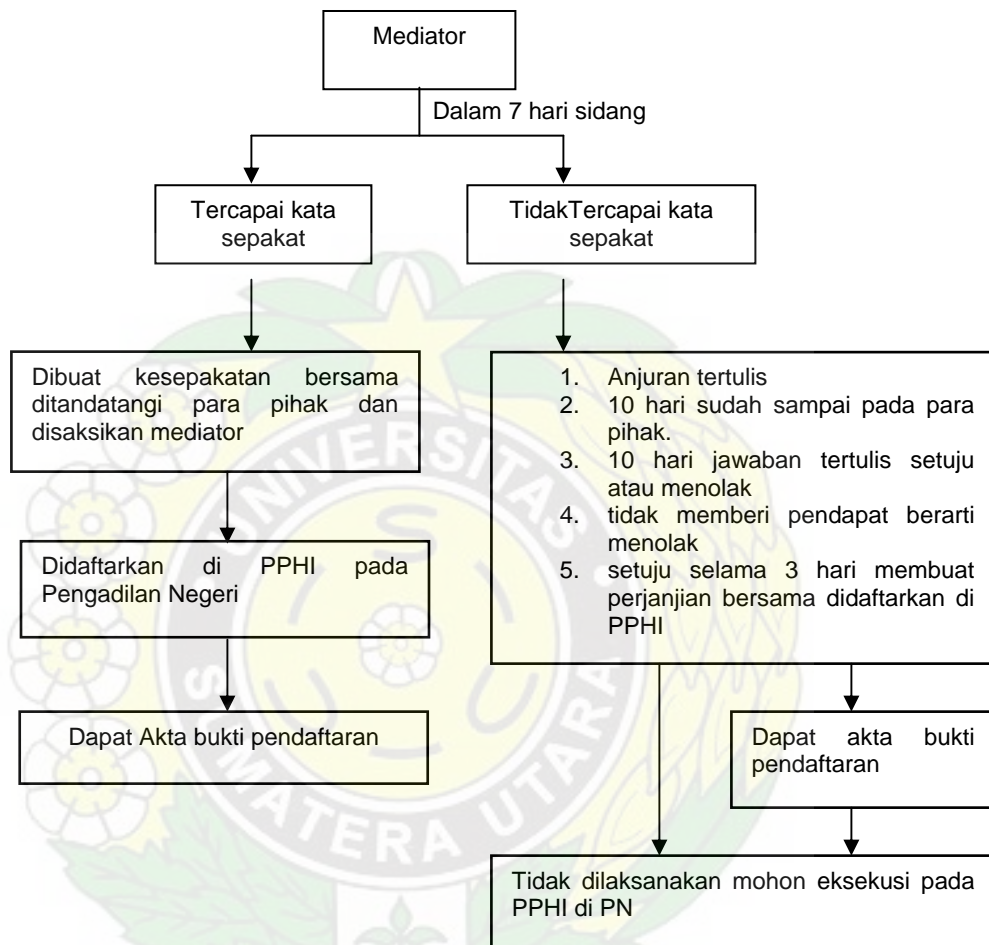 Mediator
Dalam 7 hari sidang
Tercapai kata
sepakat
TidakTercapai kata
sepakat
Dibuat kesepakatan bersama
ditandatangi para pihak dan
disaksikan mediator
1. Anjuran tertulis
2. 10 hari sudah sampai pada para
pihak.
3. 10 hari jawaban tertulis setuju
atau menolak
4. tidak memberi pendapat berarti
menolak
5. setuju selama 3 hari membuat
perjanjian bersama didaftarkan di
PPHI
Didaftarkan di PPHI pada
Pengadilan Negeri
Dapat Akta bukti pendaftaran
Dapat akta bukti
pendaftaran
Tidak dilaksanakan mohon eksekusi pada
PPHI di PN
UNIVERSITAS
SUMATERA UTARA